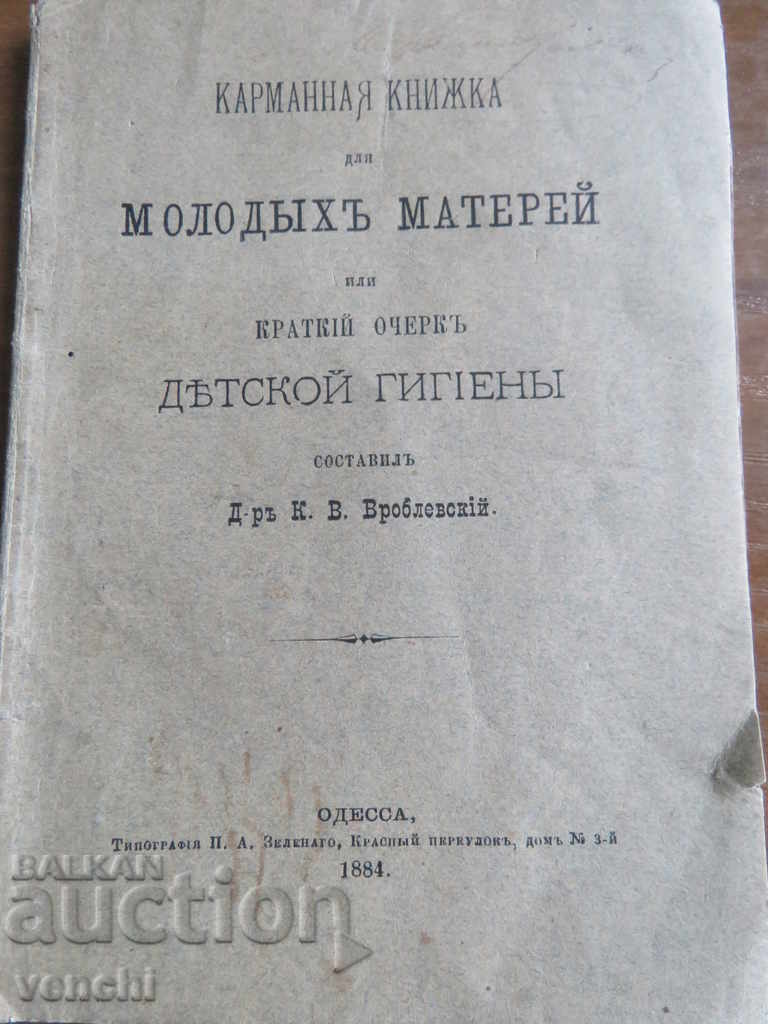 КАРМАННАЯ КНИЖКА
для
МОЛОДЫХЪ МАТЕРЕЙ
или
КРАТКІЙ ОЧЕРКЪ
ДѢТСКОЙ ГИГІЕНЫ
СОСТАВИЛЪ
Д-ръ К. В. Вроблевскій.
ОДЕССА,
Типографія П. А. Зеленаго, Красный переулокъ, домъ № 3-й
1884.
BALKAN
auction
venchi